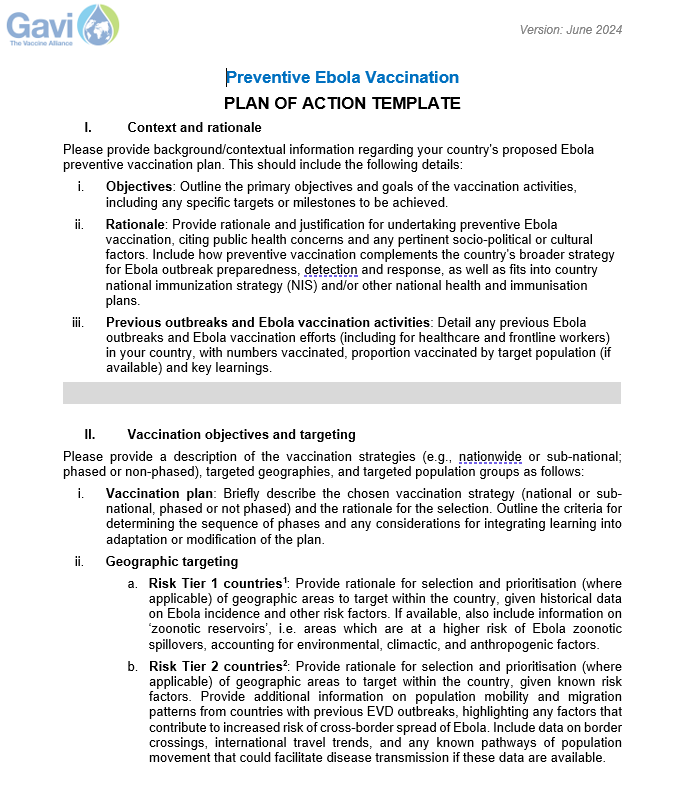 Gavi
The Vaccine Alliance
Version: June 2024
Preventive Ebola Vaccination
PLAN OF ACTION TEMPLATE
I. Context and rationale
Please provide background/contextual information regarding your country's proposed Ebola
preventive vaccination plan. This should include the following details:
i. Objectives: Outline the primary objectives and goals of the vaccination activities,
including any specific targets or milestones to be achieved.
ii. Rationale: Provide rationale and justification for undertaking preventive Ebola
vaccination, citing public health concerns and any pertinent socio-political or cultural
factors. Include how preventive vaccination complements the country's broader strategy
for Ebola outbreak preparedness, detection and response, as well as fits into country
national immunization strategy (NIS) and/or other national health and immunisation
plans.
iii. Previous outbreaks and Ebola vaccination activities: Detail any previous Ebola
outbreaks and Ebola vaccination efforts (including for healthcare and frontline workers)
in your country, with numbers vaccinated, proportion vaccinated by target population (if
available) and key learnings.
II. Vaccination objectives and targeting
Please provide a description of the vaccination strategies (e.g., nationwide or sub-national;
phased or non-phased), targeted geographies, and targeted population groups as follows:
i. Vaccination plan: Briefly describe the chosen vaccination strategy (national or sub-
national, phased or not phased) and the rationale for the selection. Outline the criteria for
determining the sequence of phases and any considerations for integrating learning into
adaptation or modification of the plan.
ii. Geographic targeting
a. Risk Tier 1 countries¹: Provide rationale for selection and prioritisation (where
applicable) of geographic areas to target within the country, given historical data
on Ebola incidence and other risk factors. If available, also include information on
'zoonotic reservoirs', i.e. areas which are at a higher risk of Ebola zoonotic
spillovers, accounting for environmental, climactic, and anthropogenic factors.
b. Risk Tier 2 countries²: Provide rationale for selection and prioritisation (where
applicable) of geographic areas to target within the country, given known risk
factors. Provide additional information on population mobility and migration
patterns from countries with previous EVD outbreaks, highlighting any factors that
contribute to increased risk of cross-border spread of Ebola. Include data on border
crossings, international travel trends, and any known pathways of population
movement that could facilitate disease transmission if these data are available.